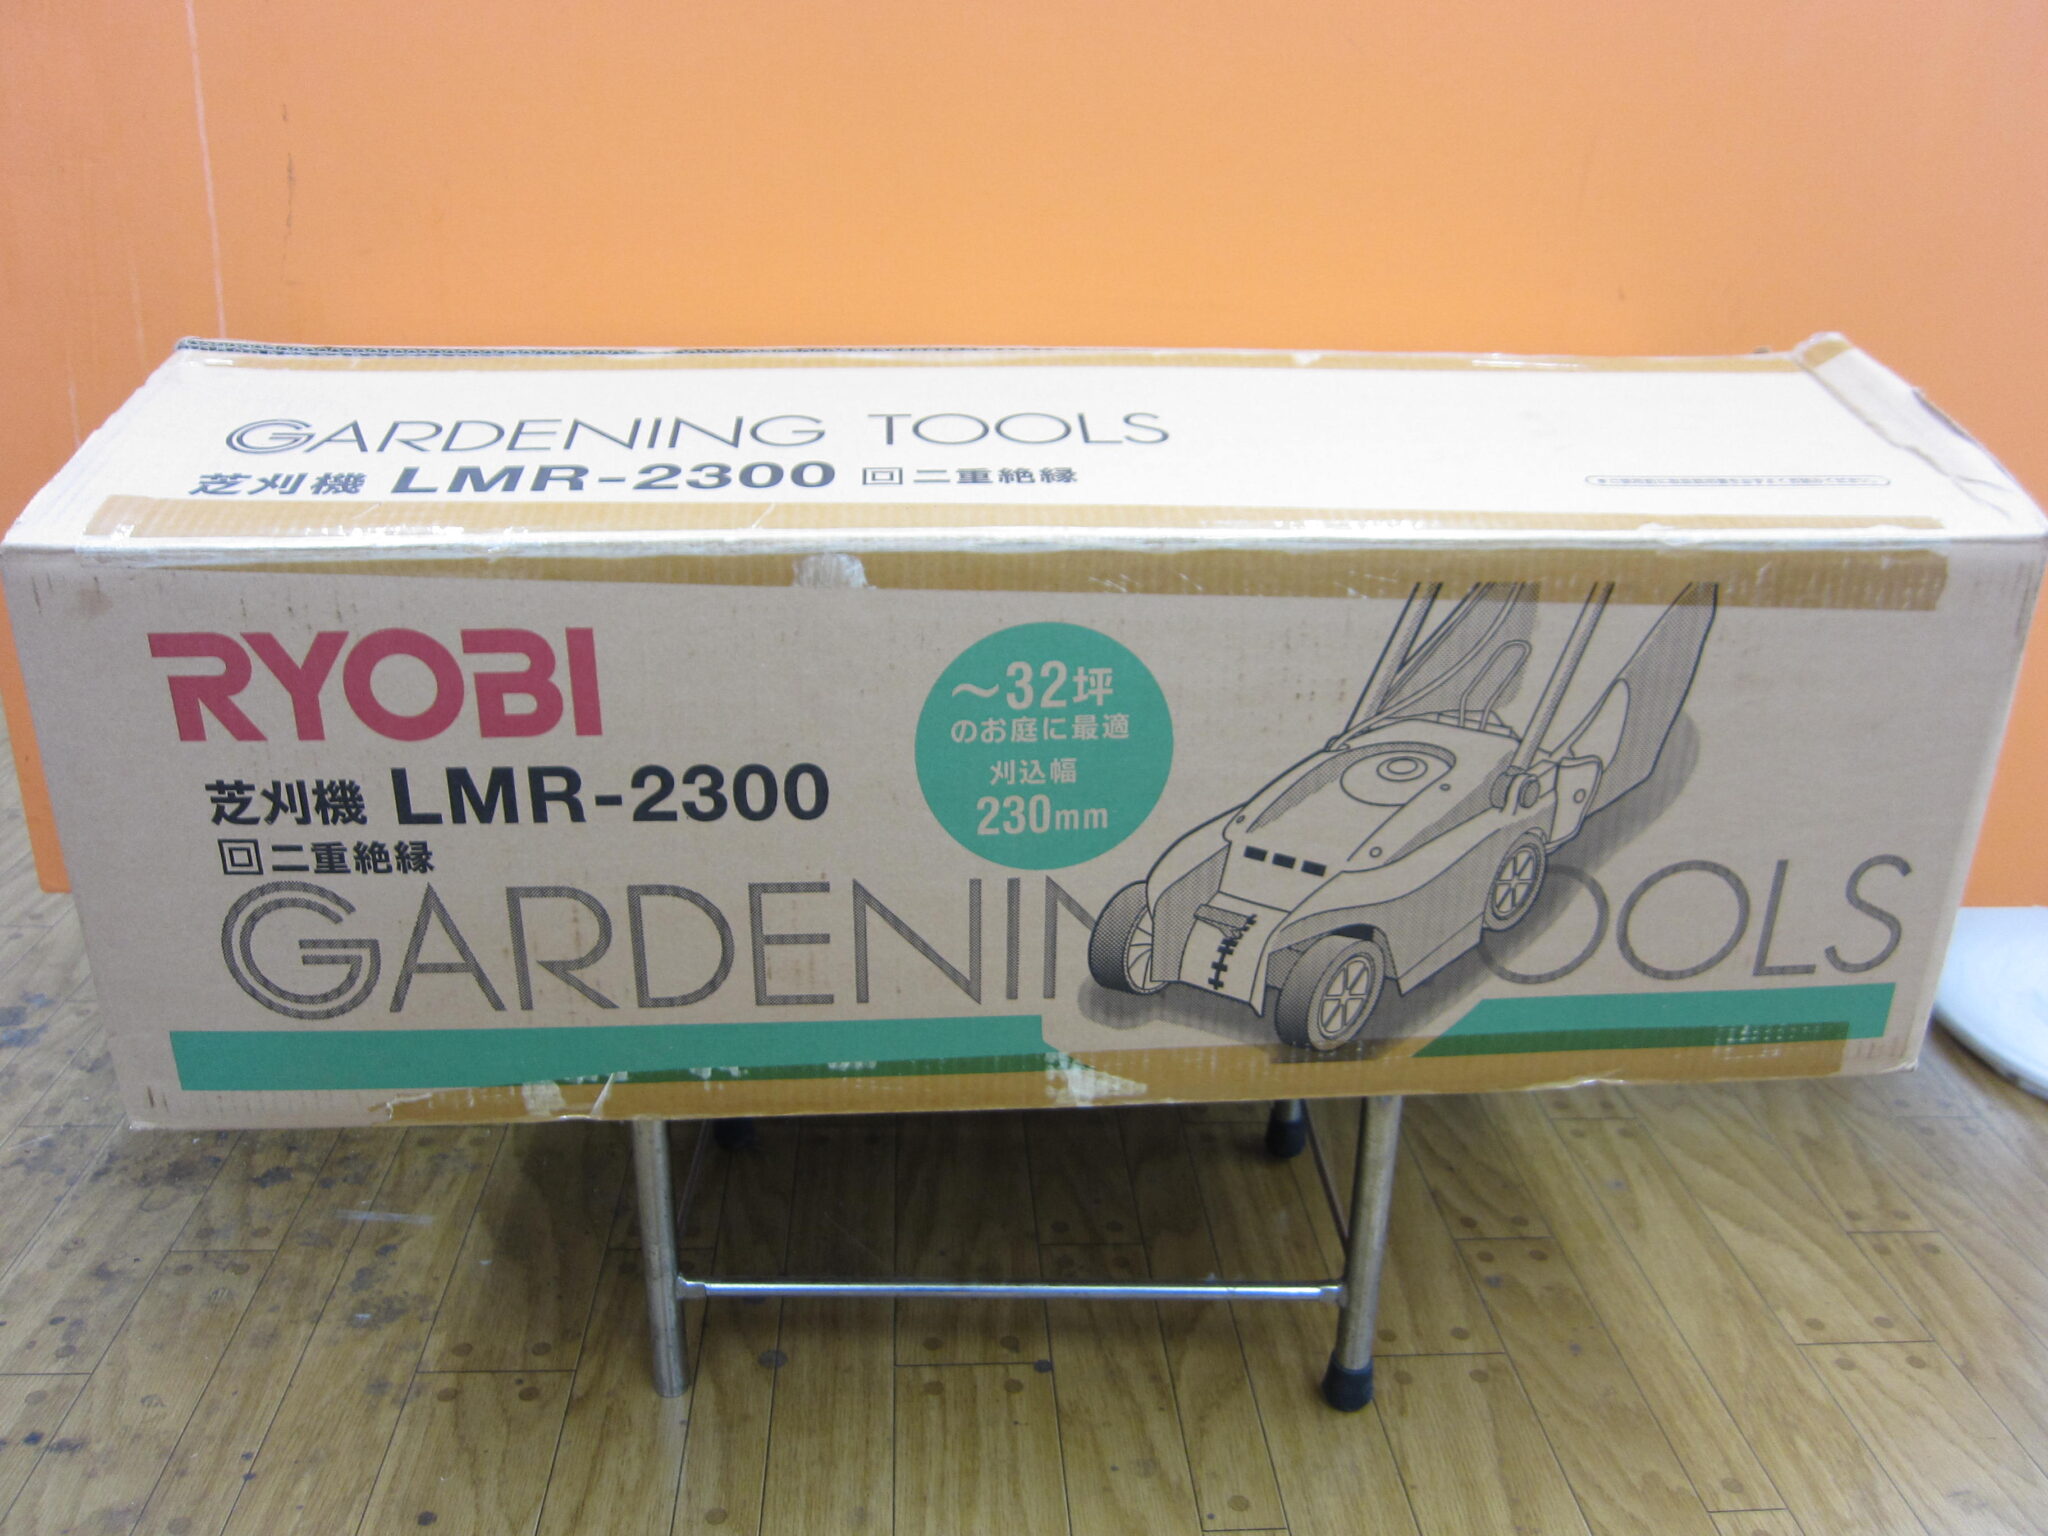 GARDENING TOOLS
芝刈機 LMR-2300 回 二重絶縁
RYOBI
芝刈機 LMR-2300
回 二重絶縁
～32坪
のお庭に最適
刈込幅
230mm
GARDENIN OOLS